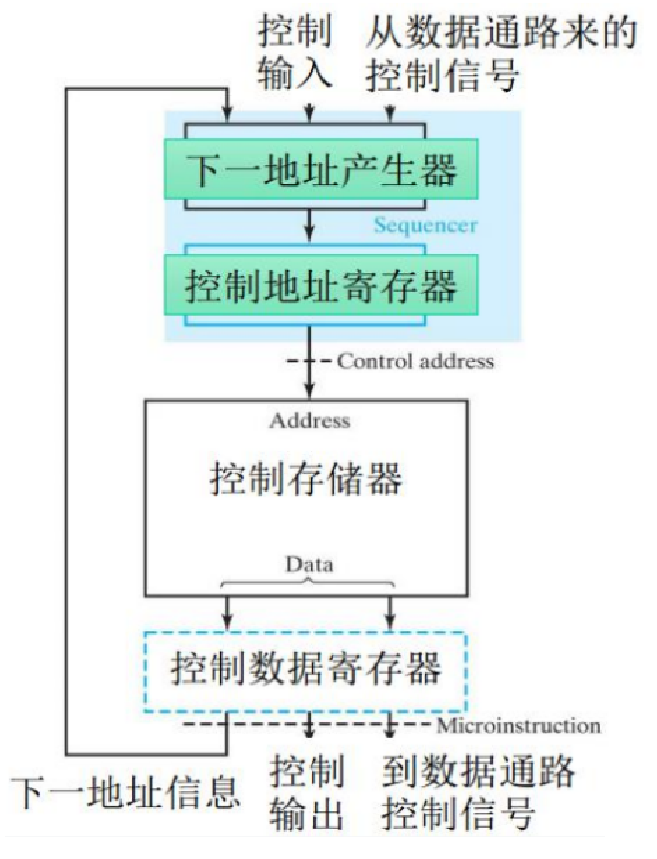 控制
输入
从数据通路来的
控制信号
下一地址产生器
Sequencer
控制地址寄存器
Control address
Address
控制存储器
Data
控制数据寄存器
Microinstruction
下一地址信息
控制
输出
到数据通路
控制信号